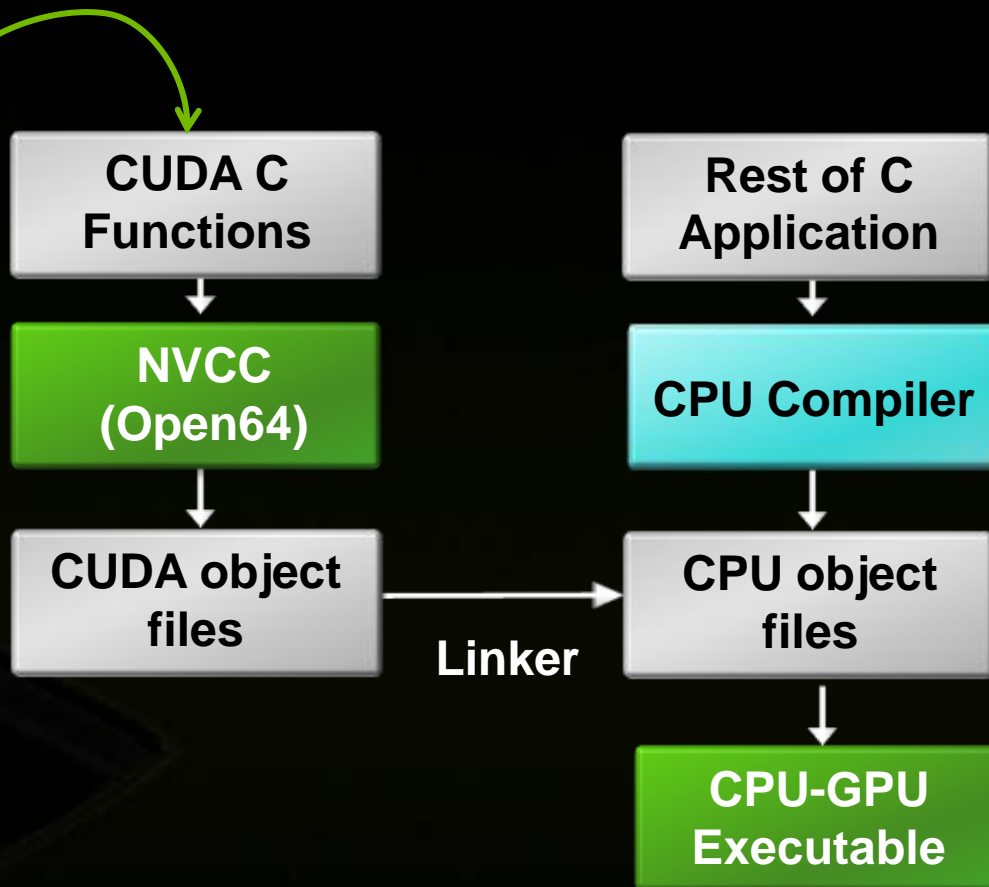 CUDA C
Functions
Rest of C
Application
NVCC
(Open64)
CPU Compiler
CUDA object
files
Linker
CPU object
files
CPU-GPU
Executable